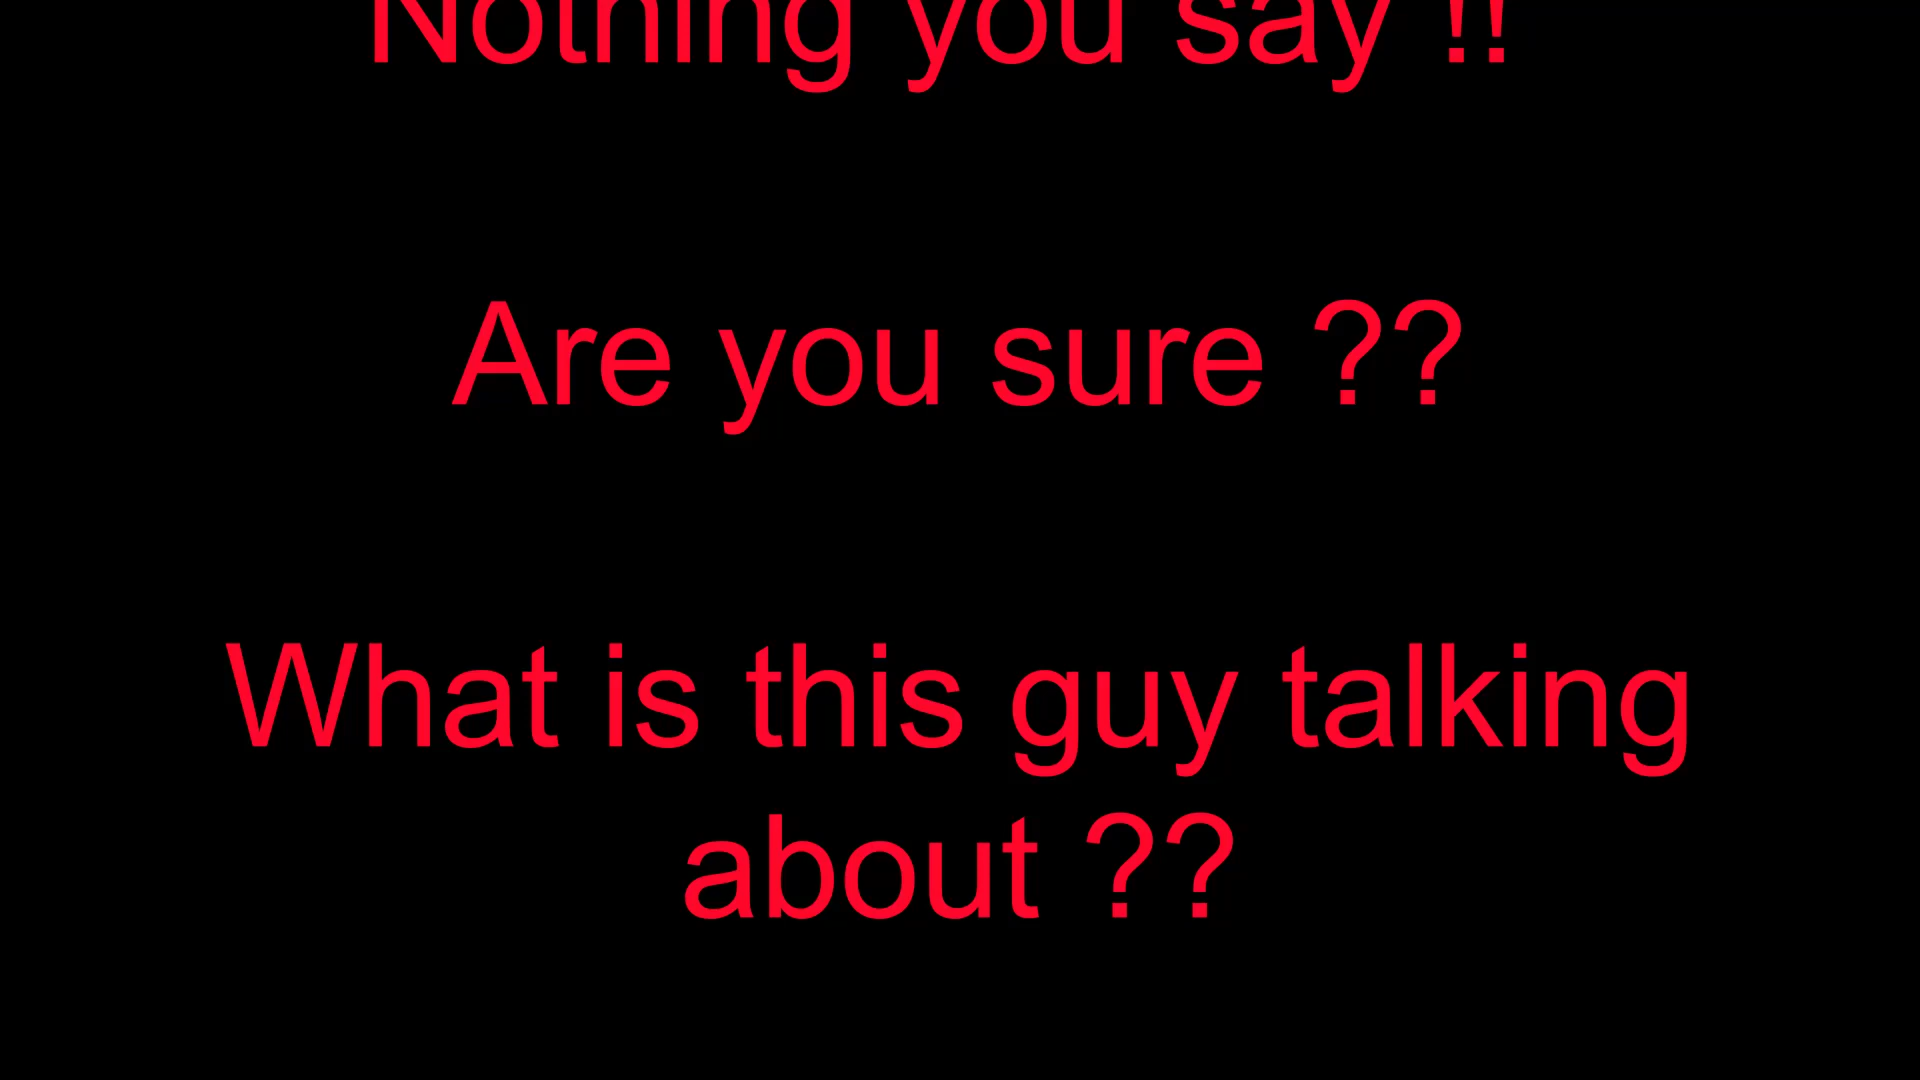 Nothing you say !!
Are you sure ??
What is this guy talking
about ??